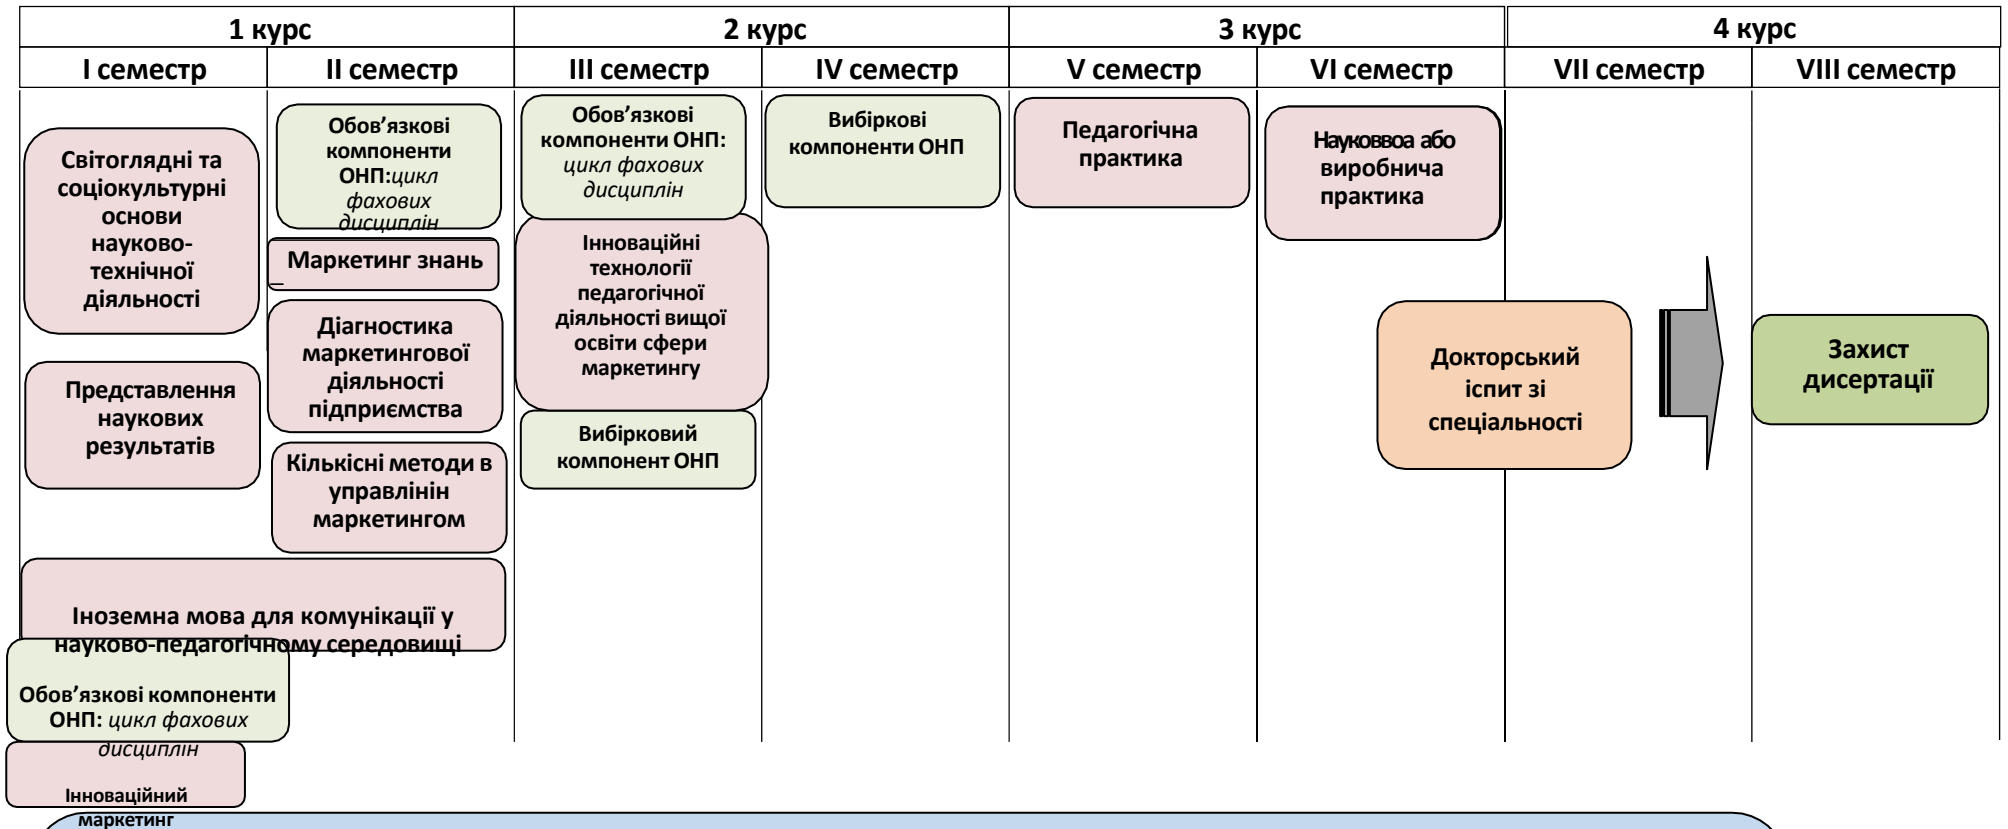 1 курс
2 курс
3 курс
4 курс
І семестр
ІІ семестр
ІІІ семестр
IV семестр
V семестр
VI семестр
VII семестр
VIII семестр
Світоглядні та
соціокультурні
основи
науково-
технічної
діяльності
Представлення
наукових
результатів
Обов’язкові
компоненти
ОНП:цикл
фахових
дисциплін
Маркетинг знань
_
Діагностика
маркетингової
діяльності
підприємства
Кількісні методи в
управлінін
маркетингом
Іноземна мова для комунікації у
науково-педагогічному середовищі
Обов’язкові компоненти
ОНП: цикл фахових
дисциплін
Інноваційний
маркетинг
Обов’язкові
компоненти ОНП:
цикл фахових
дисциплін
Інноваційні
технології
педагогічної
діяльності вищої
освіти сфери
маркетингу
Вибірковий
компонент ОНП
Вибіркові
компоненти ОНП
Педагогічна
практика
Науковвоа або
виробнича
практика
Докторський
іспит зі
спеціальності
Захист
дисертації